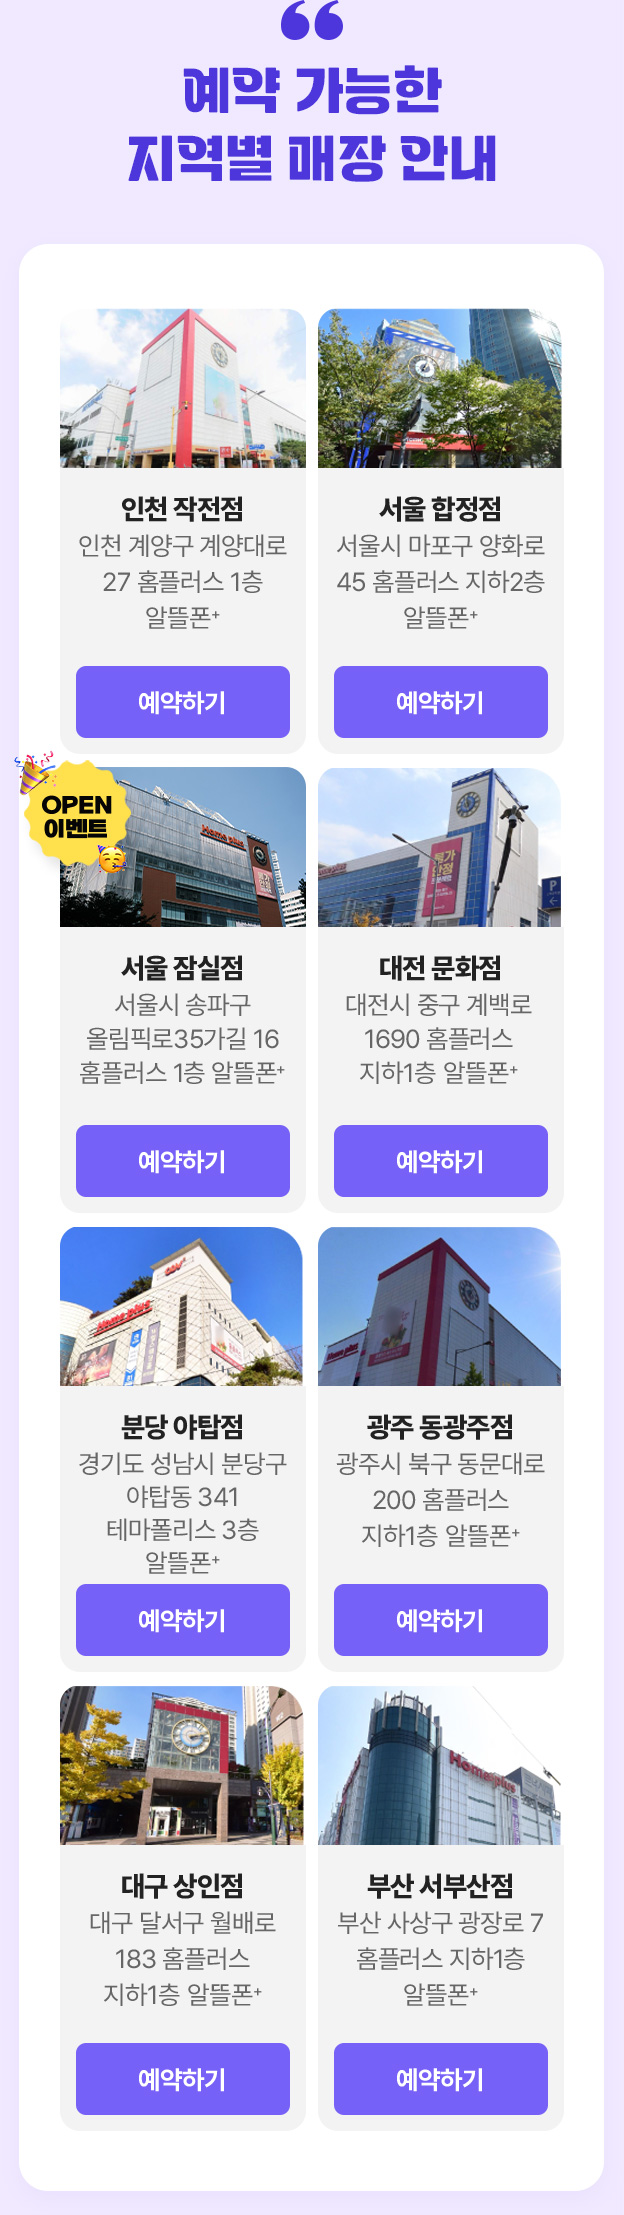 예약 가능한
지역별 매장 안내
인천 작전점
인천 계양구 계양대로
27 홈플러스 1층
알뜰폰⁺
예약하기
서울 합정점
서울시 마포구 양화로
45 홈플러스 지하2층
알뜰폰⁺
예약하기
OPEN
이벤트
Home plus
서울 잠실점
서울시 송파구
올림픽로35가길 16
홈플러스 1층 알뜰폰⁺
예약하기
특가
P
대전 문화점
대전시 중구 계백로
1690 홈플러스
지하1층 알뜰폰⁺
예약하기
Home plus
분당 야탑점
경기도 성남시 분당구
야탑동 341
테마폴리스 3층
알뜰폰⁺
예약하기
Home plus
광주 동광주점
광주시 북구 동문대로
200 홈플러스
지하1층 알뜰폰⁺
예약하기
대구 상인점
대구 달서구 월배로
183 홈플러스
지하1층 알뜰폰⁺
예약하기
Home plus
부산 서부산점
부산 사상구 광장로 7
홈플러스 지하1층
알뜰폰⁺
예약하기